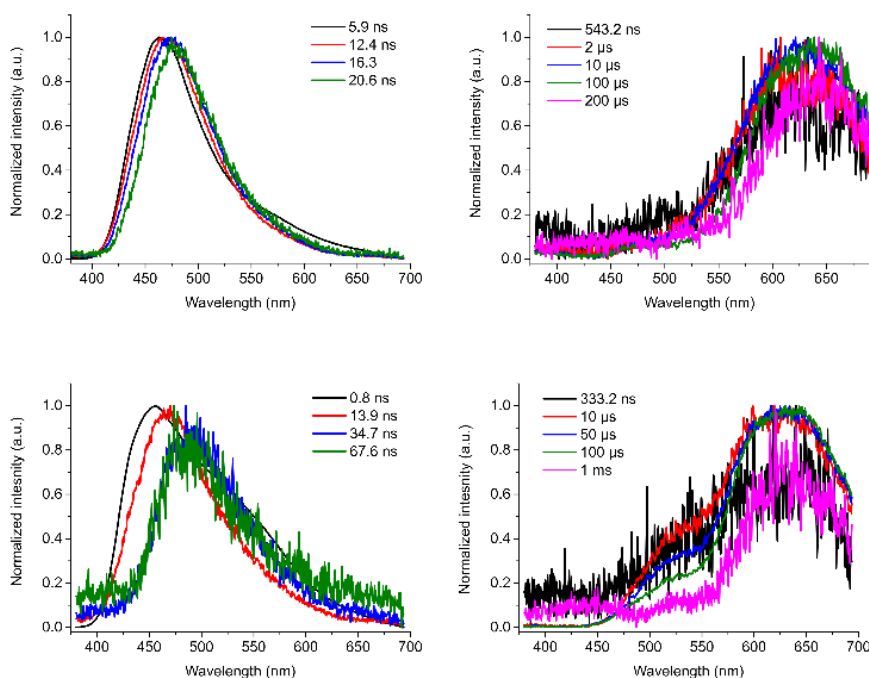 5.9 ns
12.4 ns
16.3
20.6 ns
Normalized intensity (a.u.)
1.0
0.8
0.6
0.4
0.2
0.0
400 450 500 550 600 650 700
Wavelength (nm)
543.2 ns
2 µs
10 µs
100 µs
200 µs
Normalized intensity (a.u.)
1.0
0.8
0.6
0.4
0.2
0.0
400 450 500 550 600 650
Wavelength (nm)
0.8 ns
13.9 ns
34.7 ns
67.6 ns
Normalized intesnity (a.u.)
1.0
0.8
0.6
0.4
0.2
0.0
400 450 500 550 600 650 700
Wavelength (nm)
333.2 ns
10 µs
50 µs
100 µs
1 ms
Normalized intesnity (a.u.)
1.0
0.8
0.6
0.4
0.2
0.0
400 450 500 550 600 650 700
Wavelength (nm)